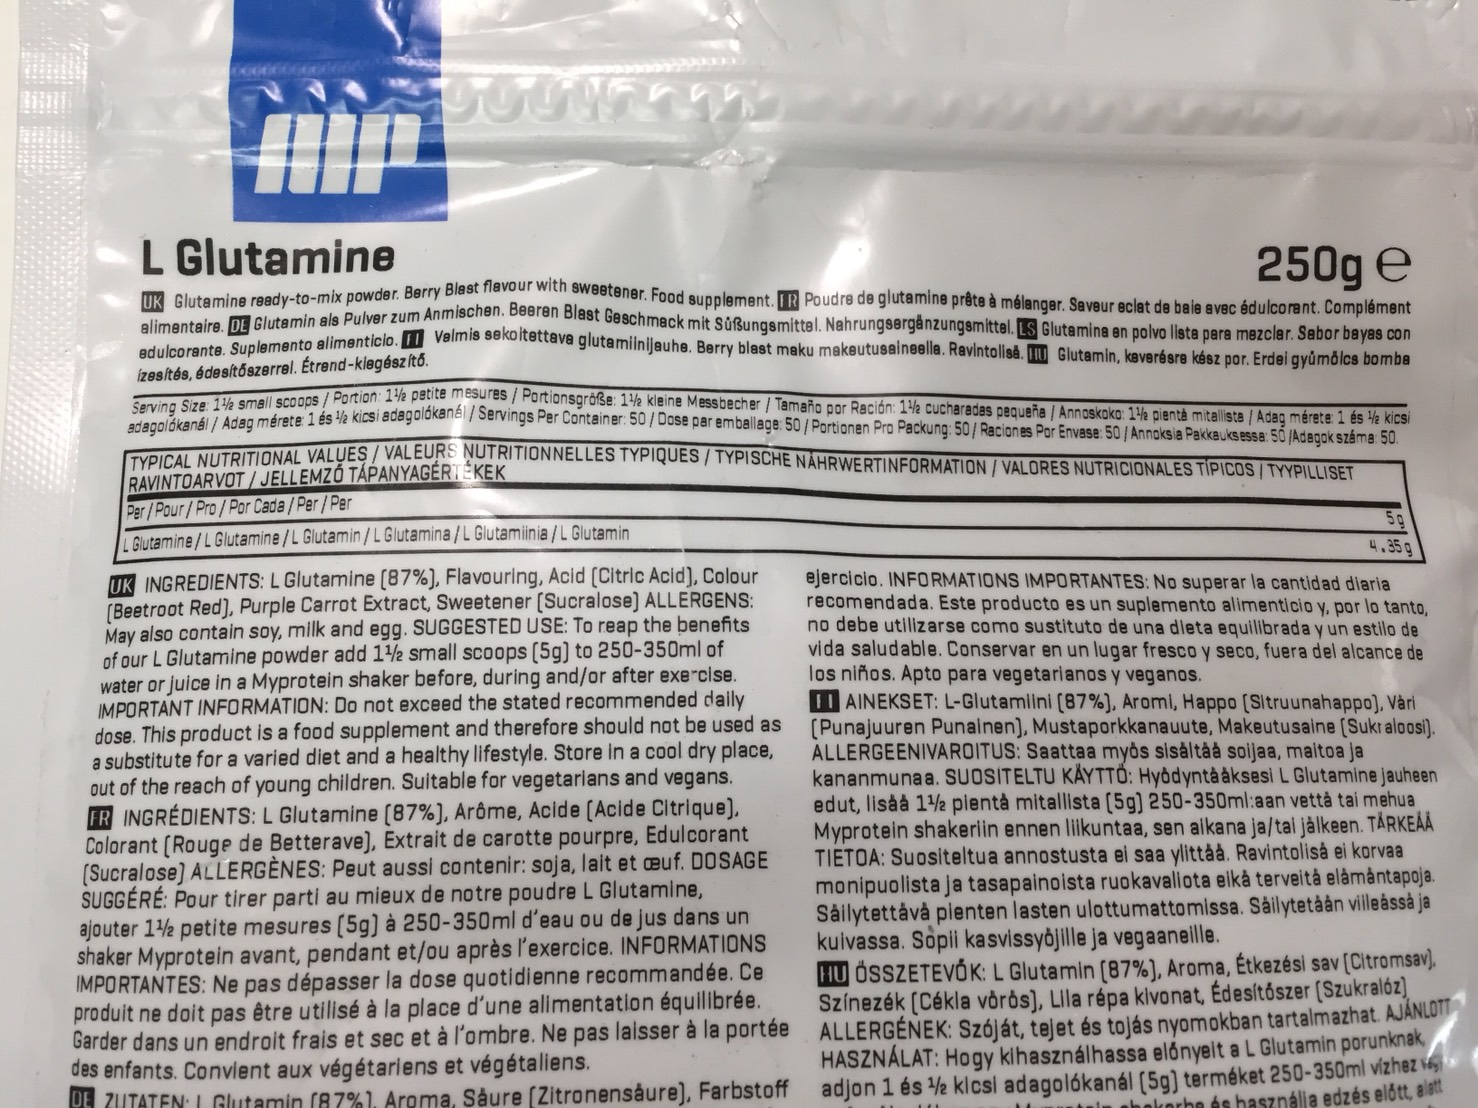 MP
L Glutamine
250g e
UK Glutamine ready-to-mix powder. Berry Blast flavour with sweetener. Food supplement. FR Poudre de glutamine prête à mélanger. Saveur eclat de baie avec édulcorant. Complément
alimentaire. DE Glutamin als Pulver zum Anmischen. Beeren Blast Geschmack mit Süßungsmittel. Nahrungsergänzungsmittel. ES Glutamina en polvo lista para mezclar. Sabor bayas con
edulcorante. Suplemento alimenticio. FI Valmis sekoitettava glutamiinijauhe. Berry blast maku makeutusaineella. Ravintolisä. HU Glutamin, keverésre kész por. Erdei gyümölcs bomba
ízesítés, édesítőszerrel. Étrend-kiegészítő.
Serving Size: 1½ small scoops / Portion: 1½ petite mesures / Portionsgröße: 1½ kleine Messbecher / Tamaño por Ración: 1½ cucharadas pequeña / Annoskoko: 1½ pientä mitallista / Adag mérete: 1 és ½ kicsi
adagolókanál / Adag mérete: 1 és ½ kicsi adagolókanál / Servings Per Container: 50 / Dose par emballage: 50 / Portionen Pro Packung: 50 / Raciones Por Envase: 50 / Annoksia Pakkauksessa: 50 /Adagok száma: 50.
TYPICAL NUTRITIONAL VALUES / VALEURS NUTRITIONNELLES TYPIQUES / TYPISCHE NÄHRWERTINFORMATION / VALORES NUTRICIONALES TÍPICOS / TYYPILLISET
RAVINTOARVOT / JELLEMZŐ TÁPANYAGÉRTÉKEK
Per / Pour / Pro / Por Cada / Per / Per 5g
L Glutamine / L Glutamine / L Glutamin / L Glutamina / L Glutamiinia / L Glutamin 4.35g
UK INGREDIENTS: L Glutamine (87%), Flavouring, Acid (Citric Acid), Colour
(Beetroot Red), Purple Carrot Extract, Sweetener (Sucralose) ALLERGENS:
May also contain soy, milk and egg. SUGGESTED USE: To reap the benefits
of our L Glutamine powder add 1½ small scoops (5g) to 250-350ml of
water or juice in a Myprotein shaker before, during and/or after exercise.
IMPORTANT INFORMATION: Do not exceed the stated recommended daily
dose. This product is a food supplement and therefore should not be used as
a substitute for a varied diet and a healthy lifestyle. Store in a cool dry place,
out of the reach of young children. Suitable for vegetarians and vegans.
FR INGRÉDIENTS: L Glutamine (87%), Arôme, Acide (Acide Citrique),
Colorant (Rouge de Betterave), Extrait de carotte pourpre, Edulcorant
(Sucralose) ALLERGÈNES: Peut aussi contenir: soja, lait et œuf. DOSAGE
SUGGÉRÉ: Pour tirer parti au mieux de notre poudre L Glutamine,
ajouter 1½ petite mesures (5g) à 250-350ml d'eau ou de jus dans un
shaker Myprotein avant, pendant et/ou après l'exercice. INFORMATIONS
IMPORTANTES: Ne pas dépasser la dose quotidienne recommandée. Ce
produit ne doit pas être utilisé à la place d'une alimentation équilibrée.
Garder dans un endroit frais et sec et à l'ombre. Ne pas laisser à la portée
des enfants. Convient aux végétariens et végétaliens.
DE ZUTATEN: L Glutamin (87%), Aroma, Säure (Zitronensäure), Farbstoff
ejercicio. INFORMATIONS IMPORTANTES: No superar la cantidad diaria
recomendada. Este producto es un suplemento alimenticio y, por lo tanto,
no debe utilizarse como sustituto de una dieta equilibrada y un estilo de
vida saludable. Conservar en un lugar fresco y seco, fuera del alcance de
los niños. Apto para vegetarianos y veganos.
FI AINEKSET: L-Glutamiini (87%), Aromi, Happo (Sitruunahappo), Väri
(Punajuuren Punainen), Mustaporkkanauute, Makeutusaine (Sukraloosi).
ALLERGEENIVAROITUS: Saattaa myös sisältää soijaa, maitoa ja
kananmunaa. SUOSITELTU KÄYTTÖ: Hyödyntääksesi L Glutamine jauheen
edut, lisää 1½ pientä mitallista (5g) 250-350ml:aan vettä tai mehua
Myprotein shakeriin ennen liikuntaa, sen aikana ja/tai jälkeen. TÄRKEÄÄ
TIETOA: Suositeltua annostusta ei saa ylittää. Ravintolisä ei korvaa
monipuolista ja tasapainoista ruokavaliota eikä terveitä elämäntapoja.
Säilytettävä pienten lasten ulottumattomissa. Säilytetään viileässä ja
kuivassa. Sopii kasvissyöjille ja vegaaneille.
HU ÖSSZETEVŐK: L Glutamin (87%), Aroma, Étkezési sav (Citromsav),
Színezék (Cékla vörös), Lila répa kivonat, Édesítőszer (Szukralóz)
ALLERGÉNEK: Szóját, tejet és tojás nyomokban tartalmazhat. AJÁNLOTT
HASZNÁLAT: Hogy kihasználhassa előnyeit a L Glutamin porunknak,
adjon 1 és ½ kicsi adagolókanál (5g) terméket 250-350ml vízhez vagy
és használja edzés előtt, alatt